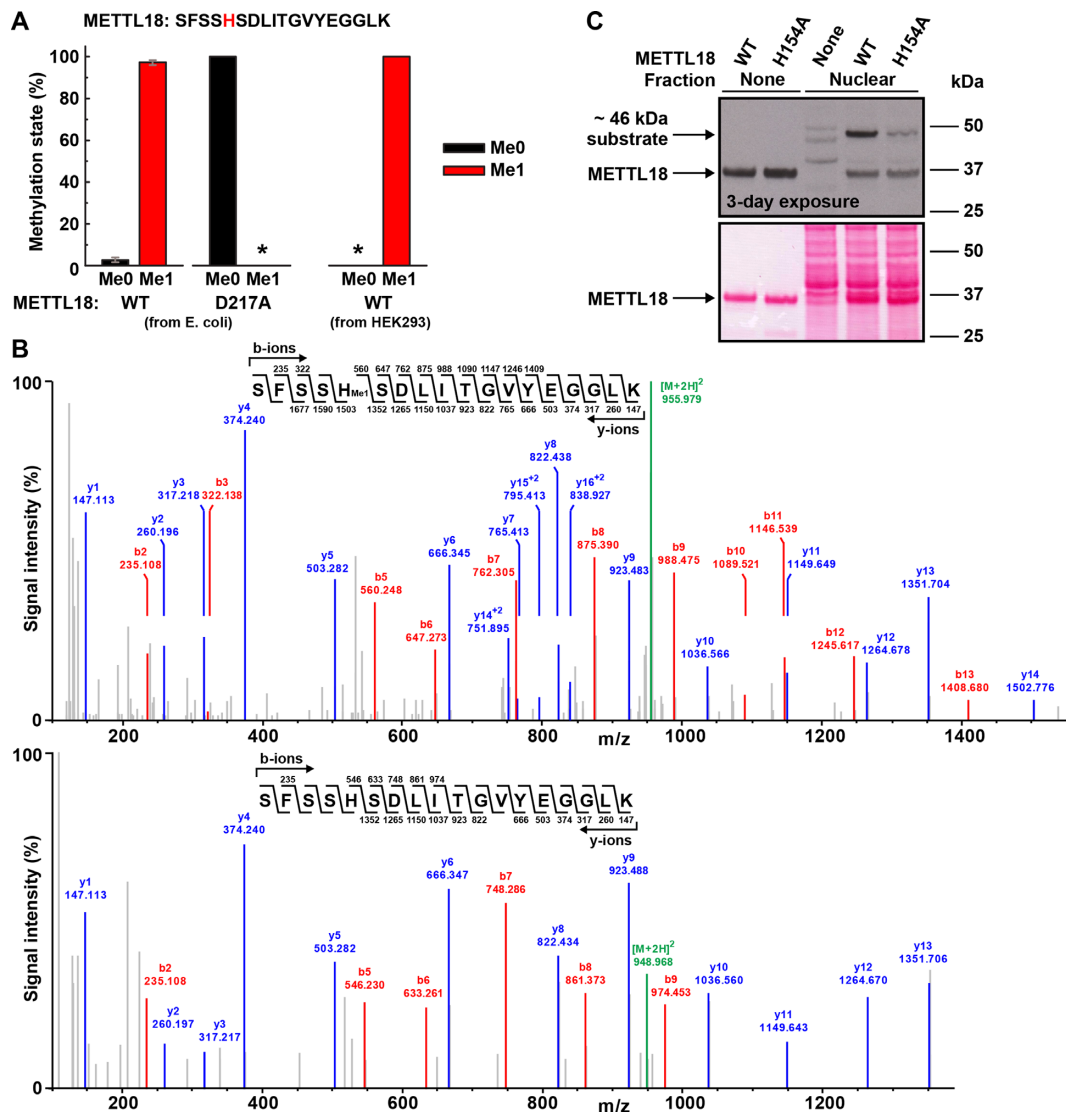 A
METTL18: SFSSHSDLITGVYEGGLK
Methylation state (%)
100
80
60
40
20
0
*
*
Me0
Me1
Me0 Me1
Me0 Me1
Me0 Me1
METTL18:
WT
D217A
WT
(from E. coli)
(from HEK293)
C
METTL18
WT
H154A
None
WT
H154A
Fraction
None
Nuclear
kDa
~ 46 kDa
substrate
METTL18
3-day exposure
50
37
25
METTL18
50
37
25
B
b-ions
235 322 560 647 762 875 988 1090 1147 1246 1409
S F S S H Me1 S D L I T G V Y E G G L K
1677 1590 1503 1352 1265 1150 1037 923 822 765 666 503 374 317 260 147
y-ions
[M+2H]2
955.979
Signal intensity (%)
100
0
y1
147.113
b2
235.108
y2
260.196
y3
317.218
b3
322.138
y4
374.240
y5
503.282
b5
560.248
b6
647.273
y6
666.345
y14+2
751.895
b7
762.305
y7
765.413
y15+2
795.413
y8
822.438
y16+2
838.927
b8
875.390
y9
923.483
b9
988.475
y10
1036.566
b10
1089.521
b11
1146.539
y11
1149.649
b12
1245.617
y12
1264.678
y13
1351.704
b13
1408.680
y14
1502.776
200 400 600 800 1000 1200 1400
m/z
b-ions
235 546 633 748 861 974
S F S S H S D L I T G V Y E G G L K
1352 1265 1150 1037 923 822 666 503 374 317 260 147
y-ions
Signal intensity (%)
100
0
y1
147.113
b2
235.108
y2
260.197
y3
317.217
y4
374.240
y5
503.282
b5
546.230
b6
633.261
y6
666.347
b7
748.286
y8
822.434
b8
861.373
y9
923.488
[M+2H]2
948.968
b9
974.453
y10
1036.560
y11
1149.643
y12
1264.670
y13
1351.706
200 400 600 800 1000 1200
m/z